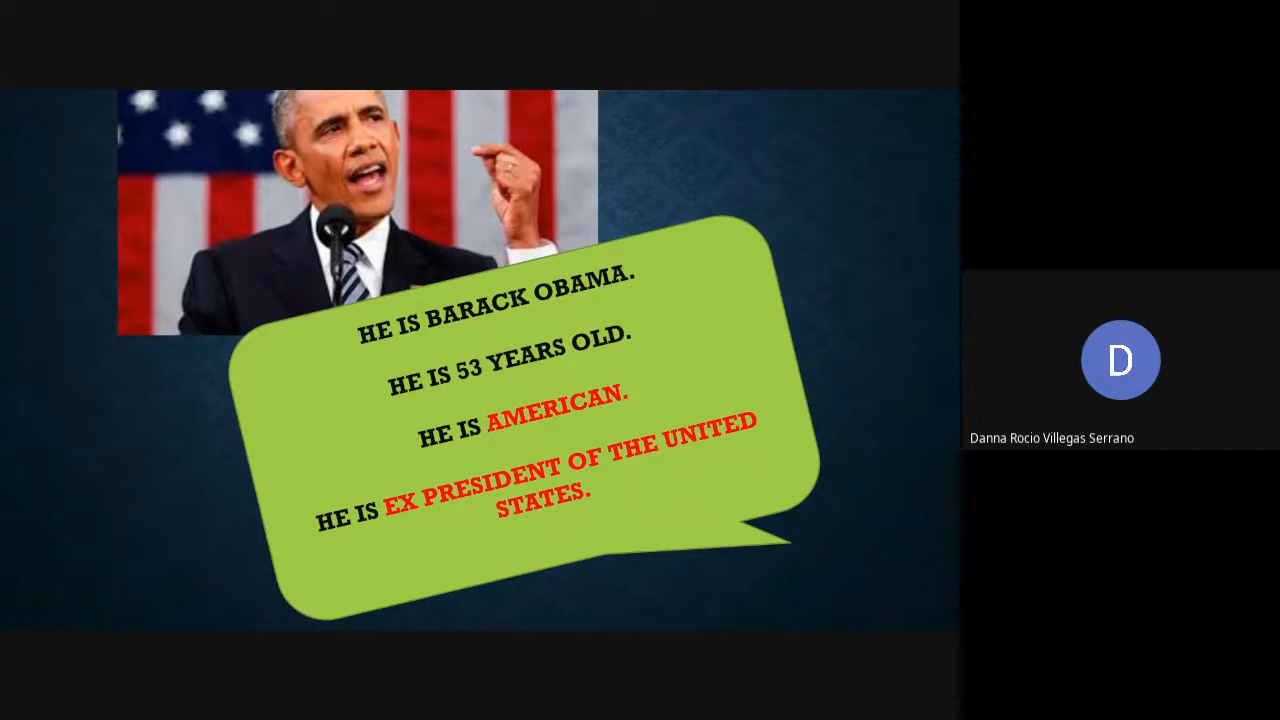 HE IS BARACK OBAMA.
HE IS 53 YEARS OLD.
HE IS AMERICAN.
HE IS EX PRESIDENT OF THE UNITED
STATES.
D
Danna Rocio Villegas Serrano